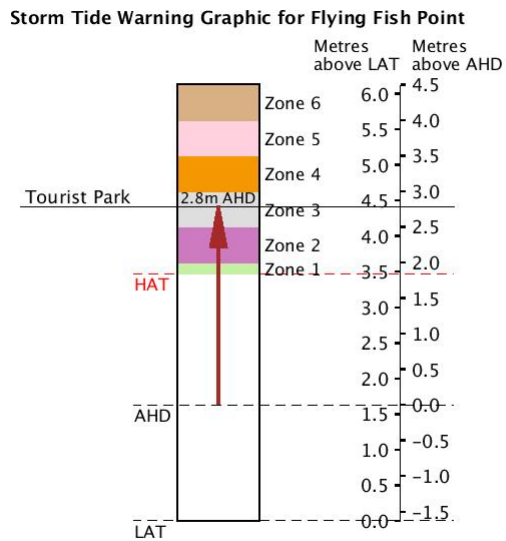 Storm Tide Warning Graphic for Flying Fish Point
Metres above LAT
Metres above AHD
4.5
6.0
Zone 6
4.0
5.5
Zone 5
3.5
5.0
Zone 4
3.0
Tourist Park
2.8m AHD
4.5
Zone 3
2.5
4.0
Zone 2
2.0
Zone 1
3.5
HAT
1.5
3.0
1.0
2.5
0.5
2.0
0.0
AHD
1.5
-0.5
1.0
-1.0
0.5
-1.5
0.0
LAT